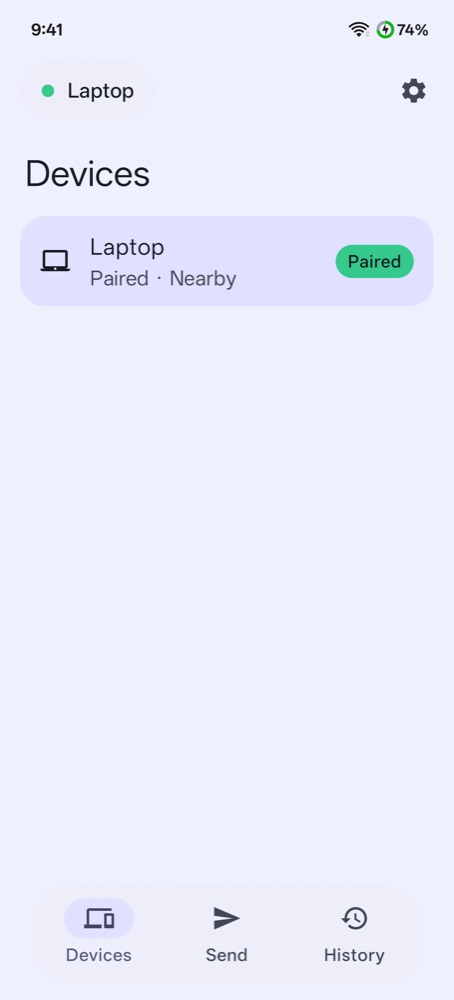 9:41
74%
Laptop
Devices
Laptop
Paired · Nearby
Paired
Devices
Send
History